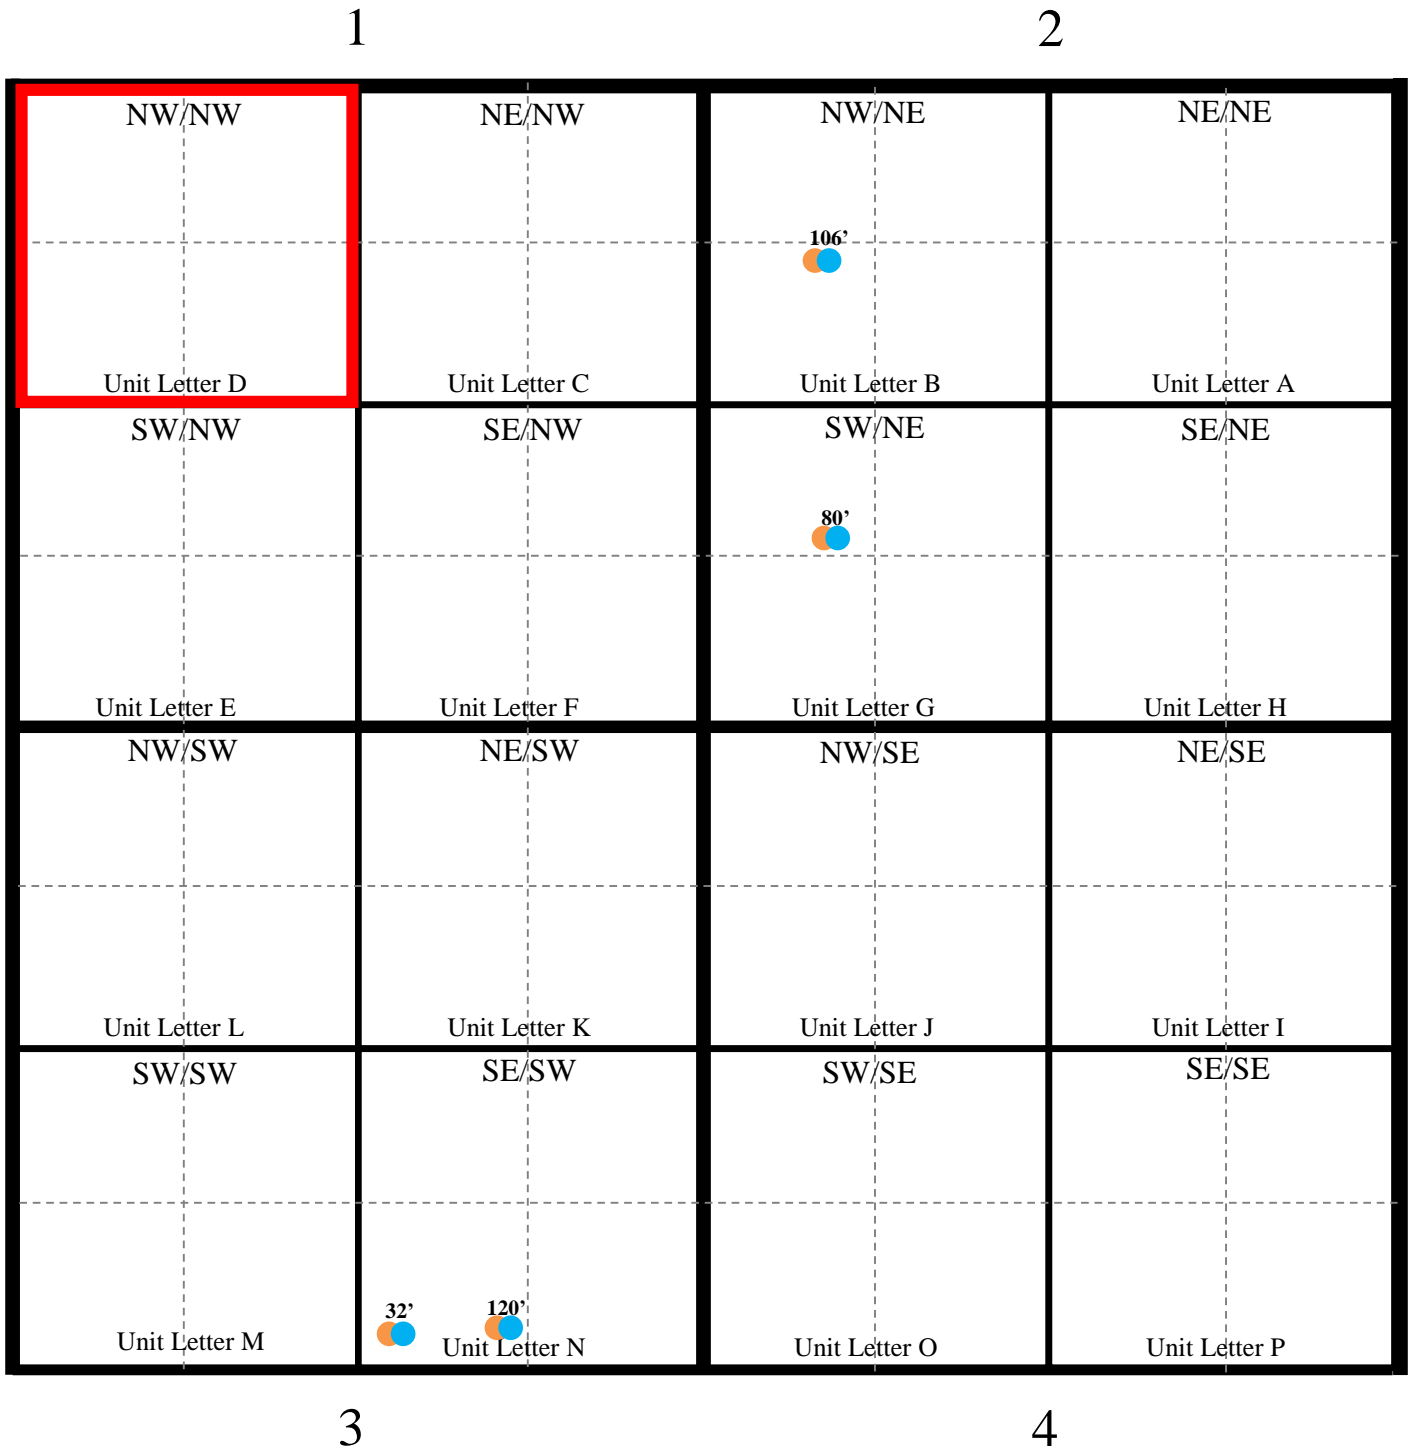 1
2
NW/NW
NE/NW
NW/NE
NE/NE
106’
Unit Letter D
Unit Letter C
Unit Letter B
Unit Letter A
SW/NW
SE/NW
SW/NE
SE/NE
80’
Unit Letter E
Unit Letter F
Unit Letter G
Unit Letter H
NW/SW
NE/SW
NW/SE
NE/SE
Unit Letter L
Unit Letter K
Unit Letter J
Unit Letter I
SW/SW
SE/SW
SW/SE
SE/SE
32’
120’
Unit Letter M
Unit Letter N
Unit Letter O
Unit Letter P
3
4